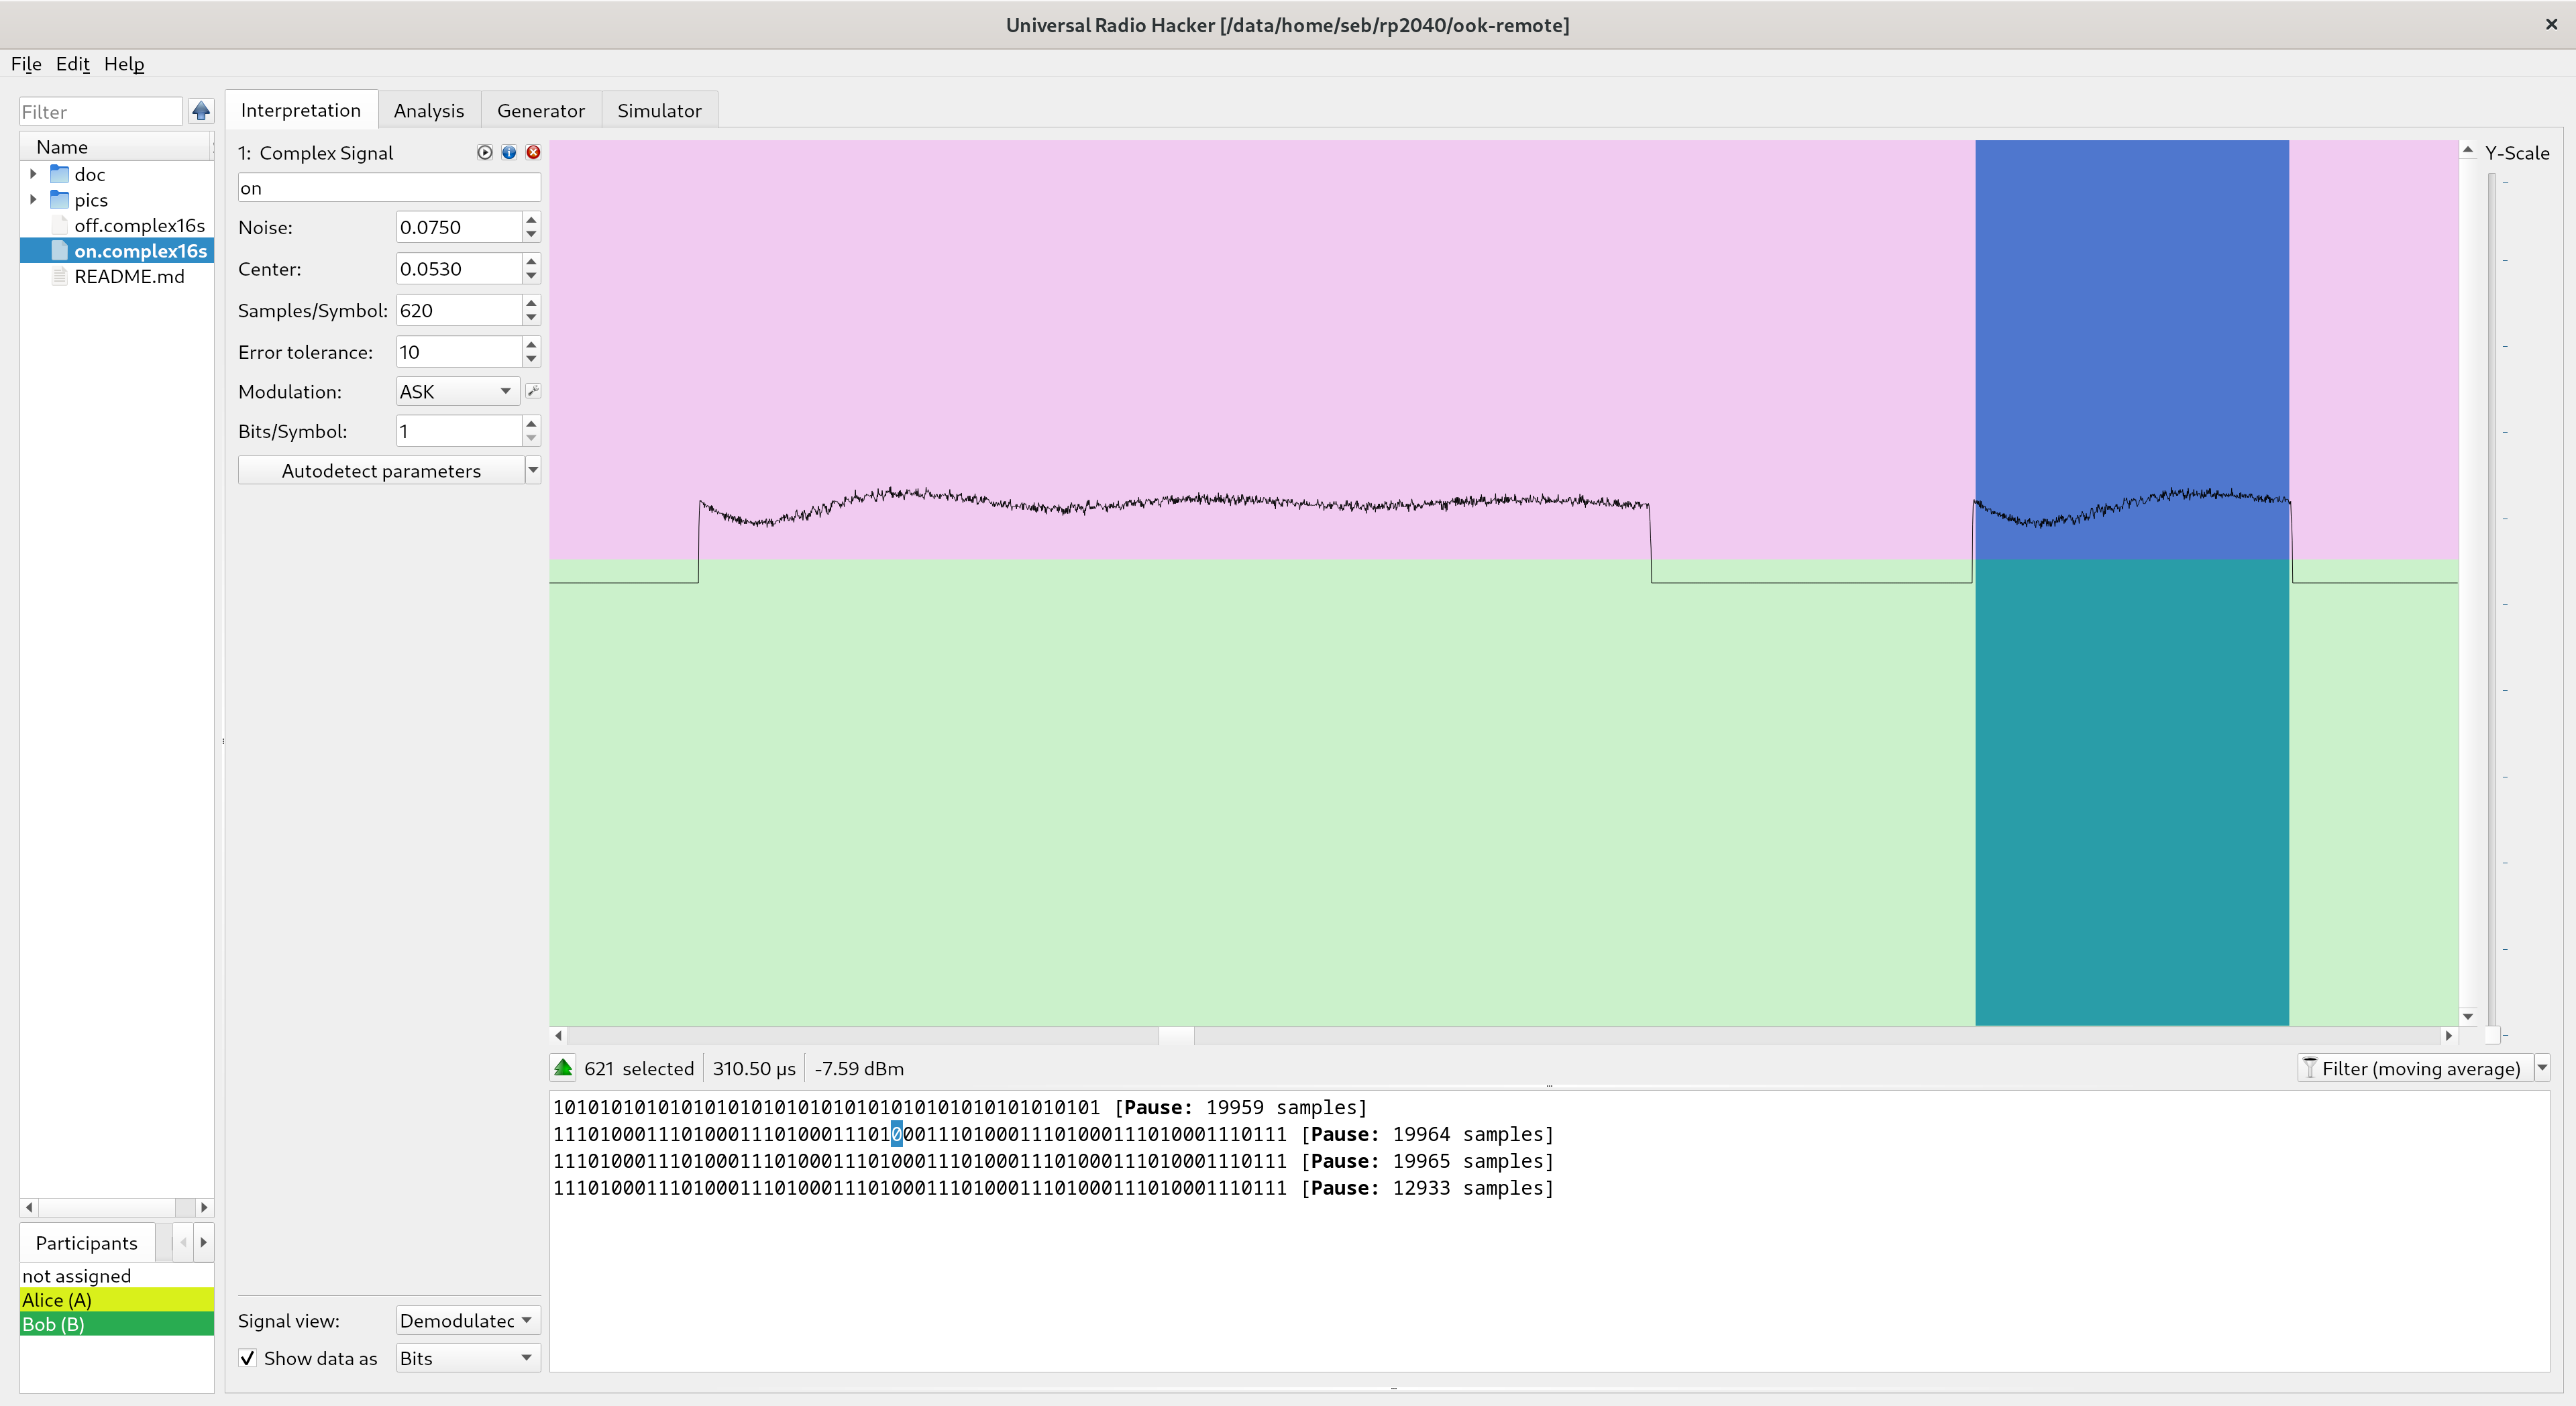 Universal Radio Hacker [/data/home/seb/rp2040/ook-remote]
File Edit Help
Filter
Name
doc
pics
off.complex16s
on.complex16s
README.md
Participants
not assigned
Alice (A)
Bob (B)
Interpretation Analysis Generator Simulator
1: Complex Signal
on
Noise: 0.0750
Center: 0.0530
Samples/Symbol: 620
Error tolerance: 10
Modulation: ASK
Bits/Symbol: 1
Autodetect parameters
Signal view: Demodulated
Show data as Bits
Y-Scale
621 selected 310.50 µs -7.59 dBm
Filter (moving average)
10101010101010101010101010101010101010101010101 [Pause: 19959 samples]
111010001110100011101000111010001110100011101000111010001110111 [Pause: 19964 samples]
111010001110100011101000111010001110100011101000111010001110111 [Pause: 19965 samples]
111010001110100011101000111010001110100011101000111010001110111 [Pause: 12933 samples]